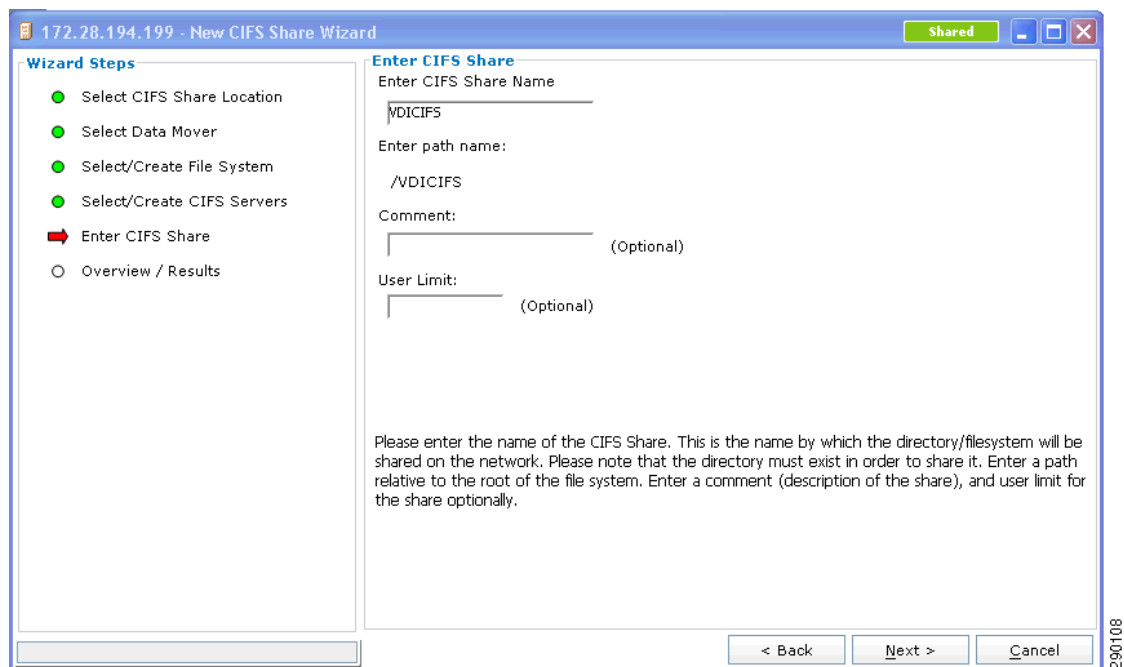 172.28.194.199 - New CIFS Share Wizard
Shared
Wizard Steps
Select CIFS Share Location
Select Data Mover
Select/Create File System
Select/Create CIFS Servers
Enter CIFS Share
Overview / Results
Enter CIFS Share
Enter CIFS Share Name
VDICIFS
Enter path name:
/VDICIFS
Comment:
(Optional)
User Limit:
(Optional)
Please enter the name of the CIFS Share. This is the name by which the directory/filesystem will be
shared on the network. Please note that the directory must exist in order to share it. Enter a path
relative to the root of the file system. Enter a comment (description of the share), and user limit for
the share optionally.
< Back
Next >
Cancel
290108